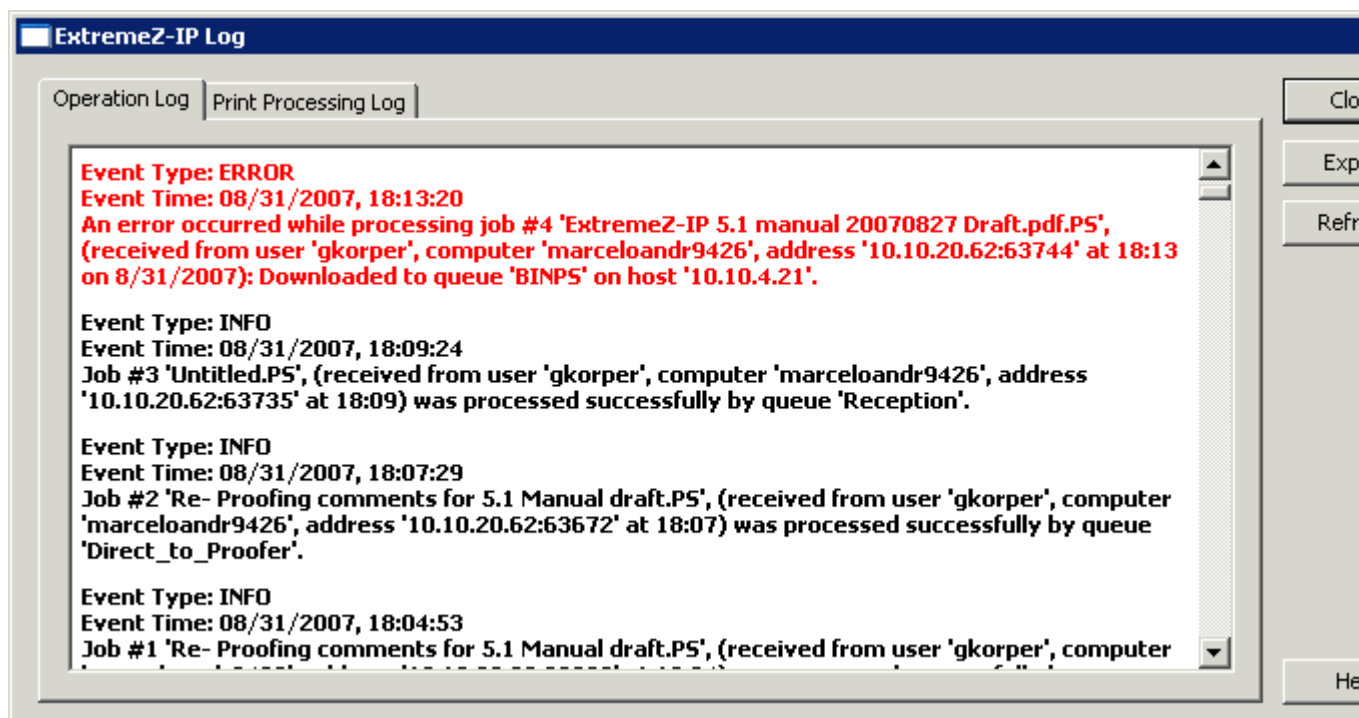 ExtremeZ-IP Log
Operation Log
Print Processing Log
Event Type: ERROR
Event Time: 08/31/2007, 18:13:20
An error occurred while processing job #4 'ExtremeZ-IP 5.1 manual 20070827 Draft.pdf.PS',
(received from user 'gkorper', computer 'marceloandr9426', address '10.10.20.62:63744' at 18:13
on 8/31/2007): Downloaded to queue 'BINPS' on host '10.10.4.21'.
Event Type: INFO
Event Time: 08/31/2007, 18:09:24
Job #3 'Untitled.PS', (received from user 'gkorper', computer 'marceloandr9426', address
'10.10.20.62:63735' at 18:09) was processed successfully by queue 'Reception'.
Event Type: INFO
Event Time: 08/31/2007, 18:07:29
Job #2 'Re- Proofing comments for 5.1 Manual draft.PS', (received from user 'gkorper', computer
'marceloandr9426', address '10.10.20.62:63672' at 18:07) was processed successfully by queue
'Direct_to_Proofer'.
Event Type: INFO
Event Time: 08/31/2007, 18:04:53
Job #1 'Re- Proofing comments for 5.1 Manual draft.PS', (received from user 'gkorper', computer
Clo
Exp
Refr
He